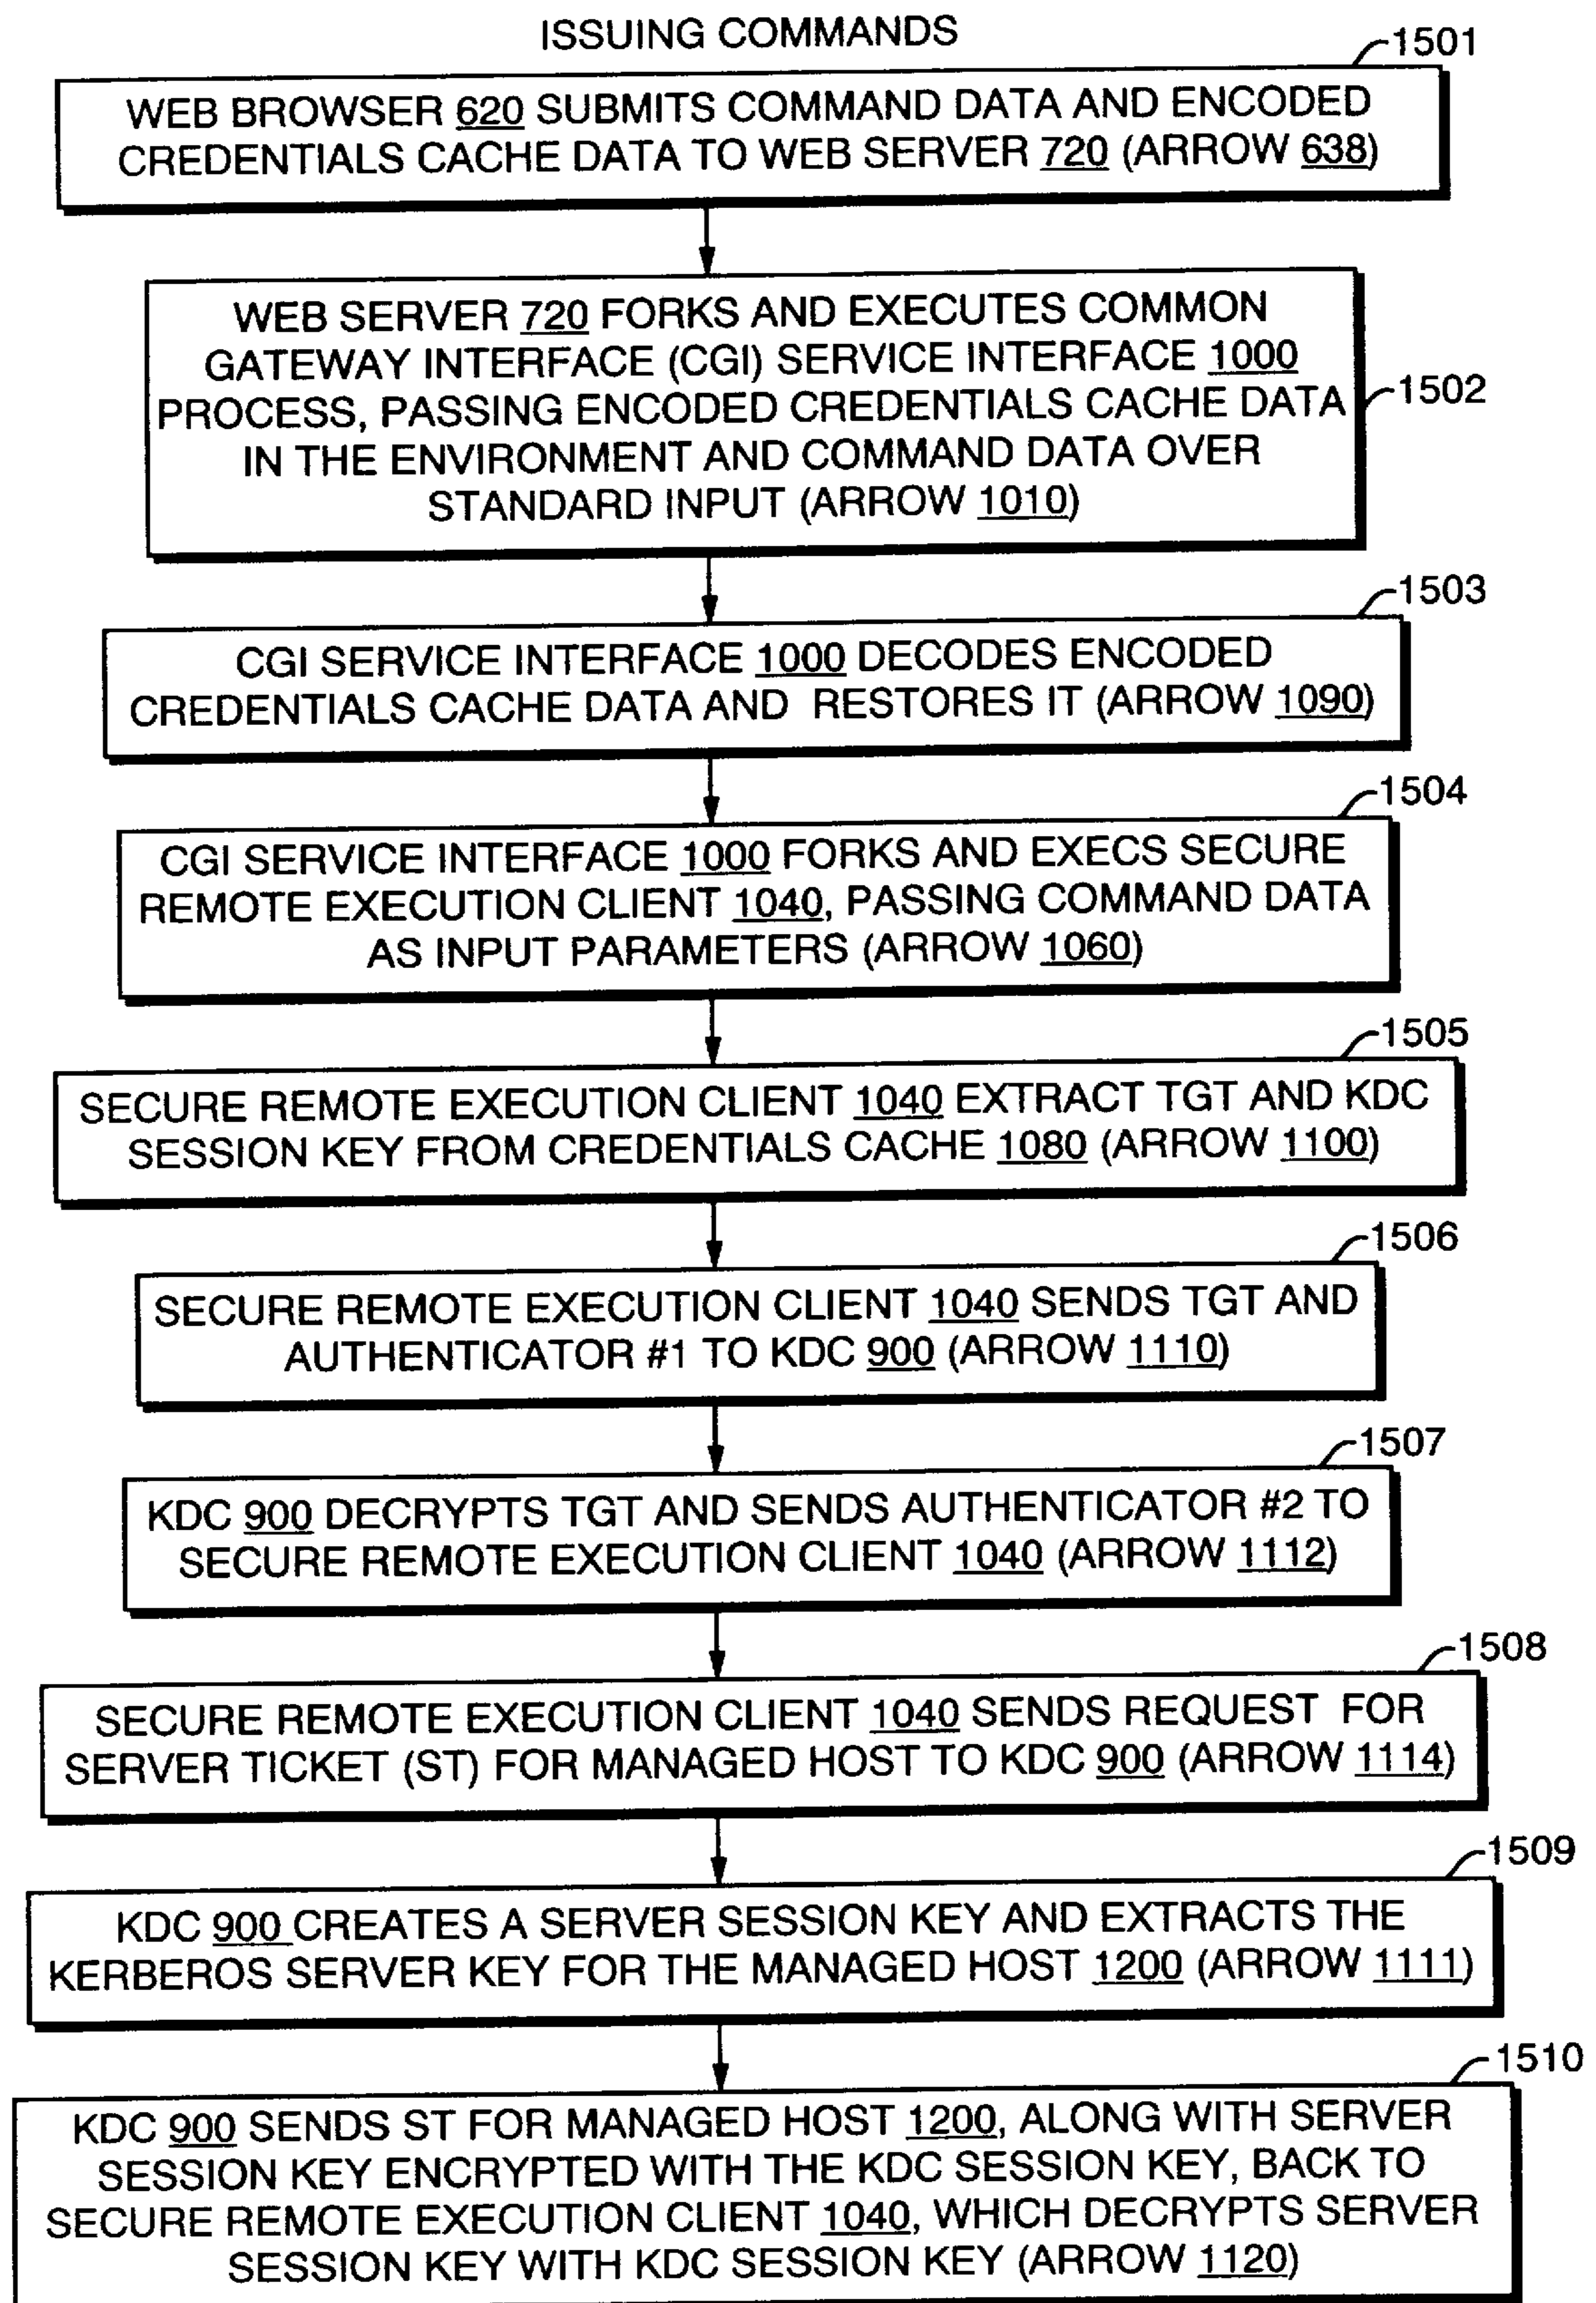 ISSUING COMMANDS
1501
WEB BROWSER 620 SUBMITS COMMAND DATA AND ENCODED
CREDENTIALS CACHE DATA TO WEB SERVER 720 (ARROW 638)
WEB SERVER 720 FORKS AND EXECUTES COMMON
GATEWAY INTERFACE (CGI) SERVICE INTERFACE 1000
PROCESS, PASSING ENCODED CREDENTIALS CACHE DATA
IN THE ENVIRONMENT AND COMMAND DATA OVER
STANDARD INPUT (ARROW 1010)
1502
1503
CGI SERVICE INTERFACE 1000 DECODES ENCODED
CREDENTIALS CACHE DATA AND RESTORES IT (ARROW 1090)
1504
CGI SERVICE INTERFACE 1000 FORKS AND EXECS SECURE
REMOTE EXECUTION CLIENT 1040, PASSING COMMAND DATA
AS INPUT PARAMETERS (ARROW 1060)
1505
SECURE REMOTE EXECUTION CLIENT 1040 EXTRACT TGT AND KDC
SESSION KEY FROM CREDENTIALS CACHE 1080 (ARROW 1100)
1506
SECURE REMOTE EXECUTION CLIENT 1040 SENDS TGT AND
AUTHENTICATOR #1 TO KDC 900 (ARROW 1110)
1507
KDC 900 DECRYPTS TGT AND SENDS AUTHENTICATOR #2 TO
SECURE REMOTE EXECUTION CLIENT 1040 (ARROW 1112)
1508
SECURE REMOTE EXECUTION CLIENT 1040 SENDS REQUEST FOR
SERVER TICKET (ST) FOR MANAGED HOST TO KDC 900 (ARROW 1114)
1509
KDC 900 CREATES A SERVER SESSION KEY AND EXTRACTS THE
KERBEROS SERVER KEY FOR THE MANAGED HOST 1200 (ARROW 1111)
1510
KDC 900 SENDS ST FOR MANAGED HOST 1200, ALONG WITH SERVER
SESSION KEY ENCRYPTED WITH THE KDC SESSION KEY, BACK TO
SECURE REMOTE EXECUTION CLIENT 1040, WHICH DECRYPTS SERVER
SESSION KEY WITH KDC SESSION KEY (ARROW 1120)